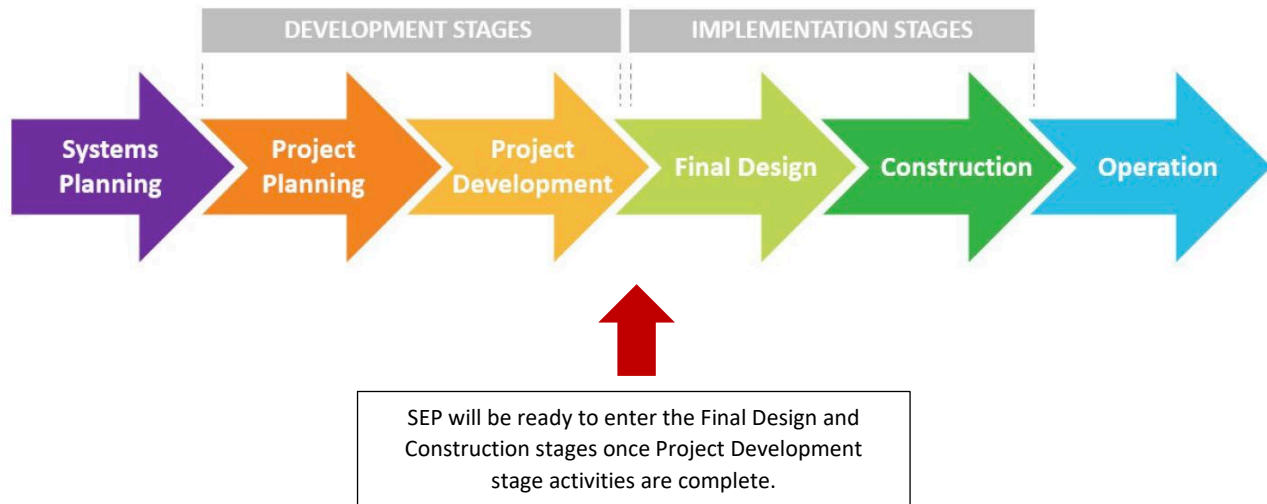 DEVELOPMENT STAGES
IMPLEMENTATION STAGES
Systems
Planning
Project
Planning
Project
Development
Final Design
Construction
Operation
SEP will be ready to enter the Final Design and
Construction stages once Project Development
stage activities are complete.